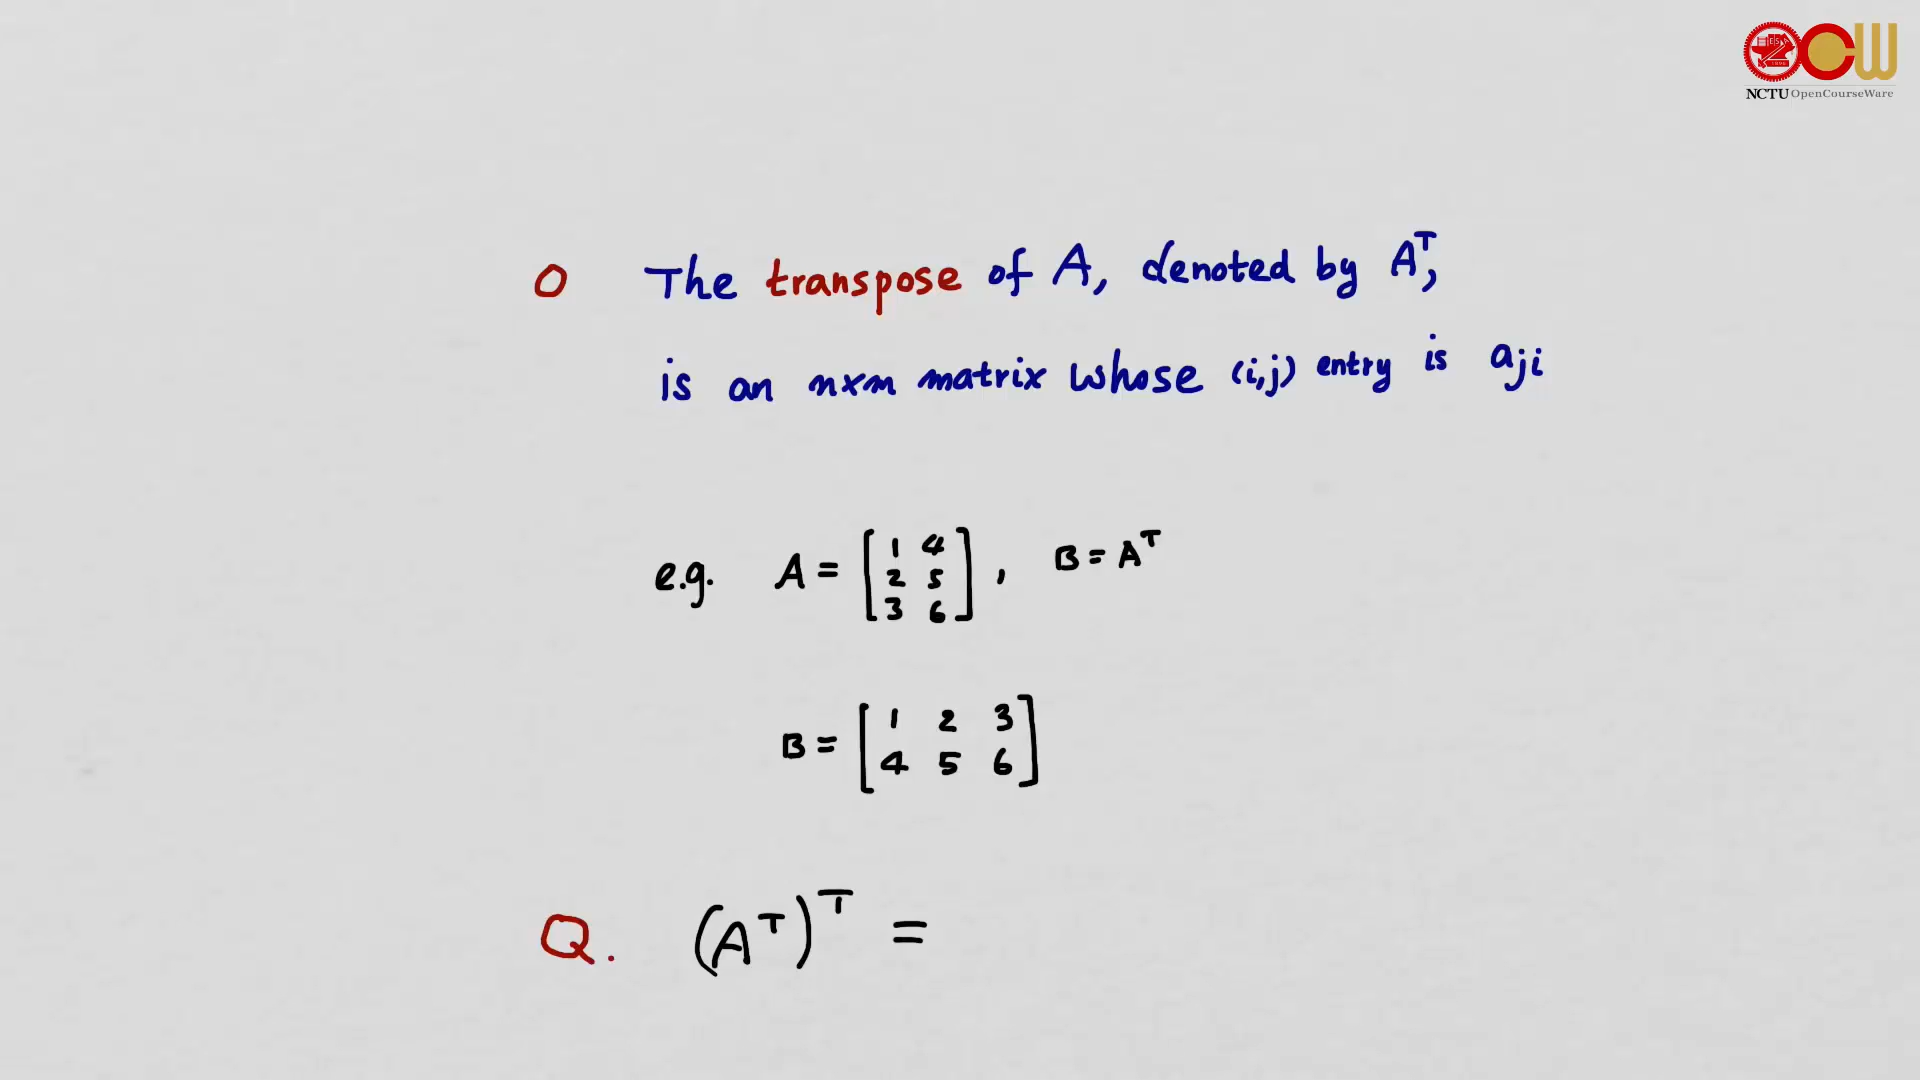 NCTU OpenCourseWare
O The transpose of A, denoted by Aᵀ,
is an n×m matrix whose (i,j) entry is aji
e.g. A = [1 4
2 5
3 6], B = Aᵀ
B = [1 2 3
4 5 6]
Q. (Aᵀ)ᵀ =